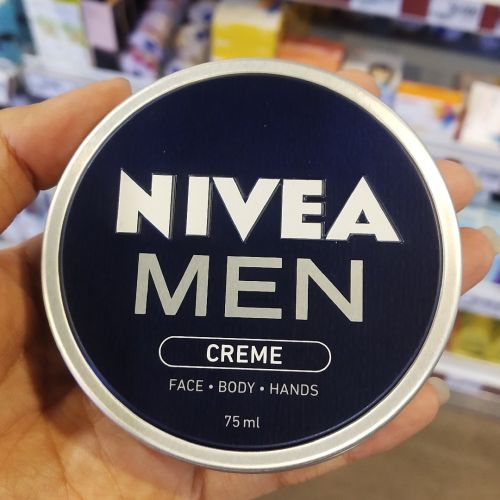 NIVEA
MEN
CREME
FACE • BODY • HANDS
75 ml